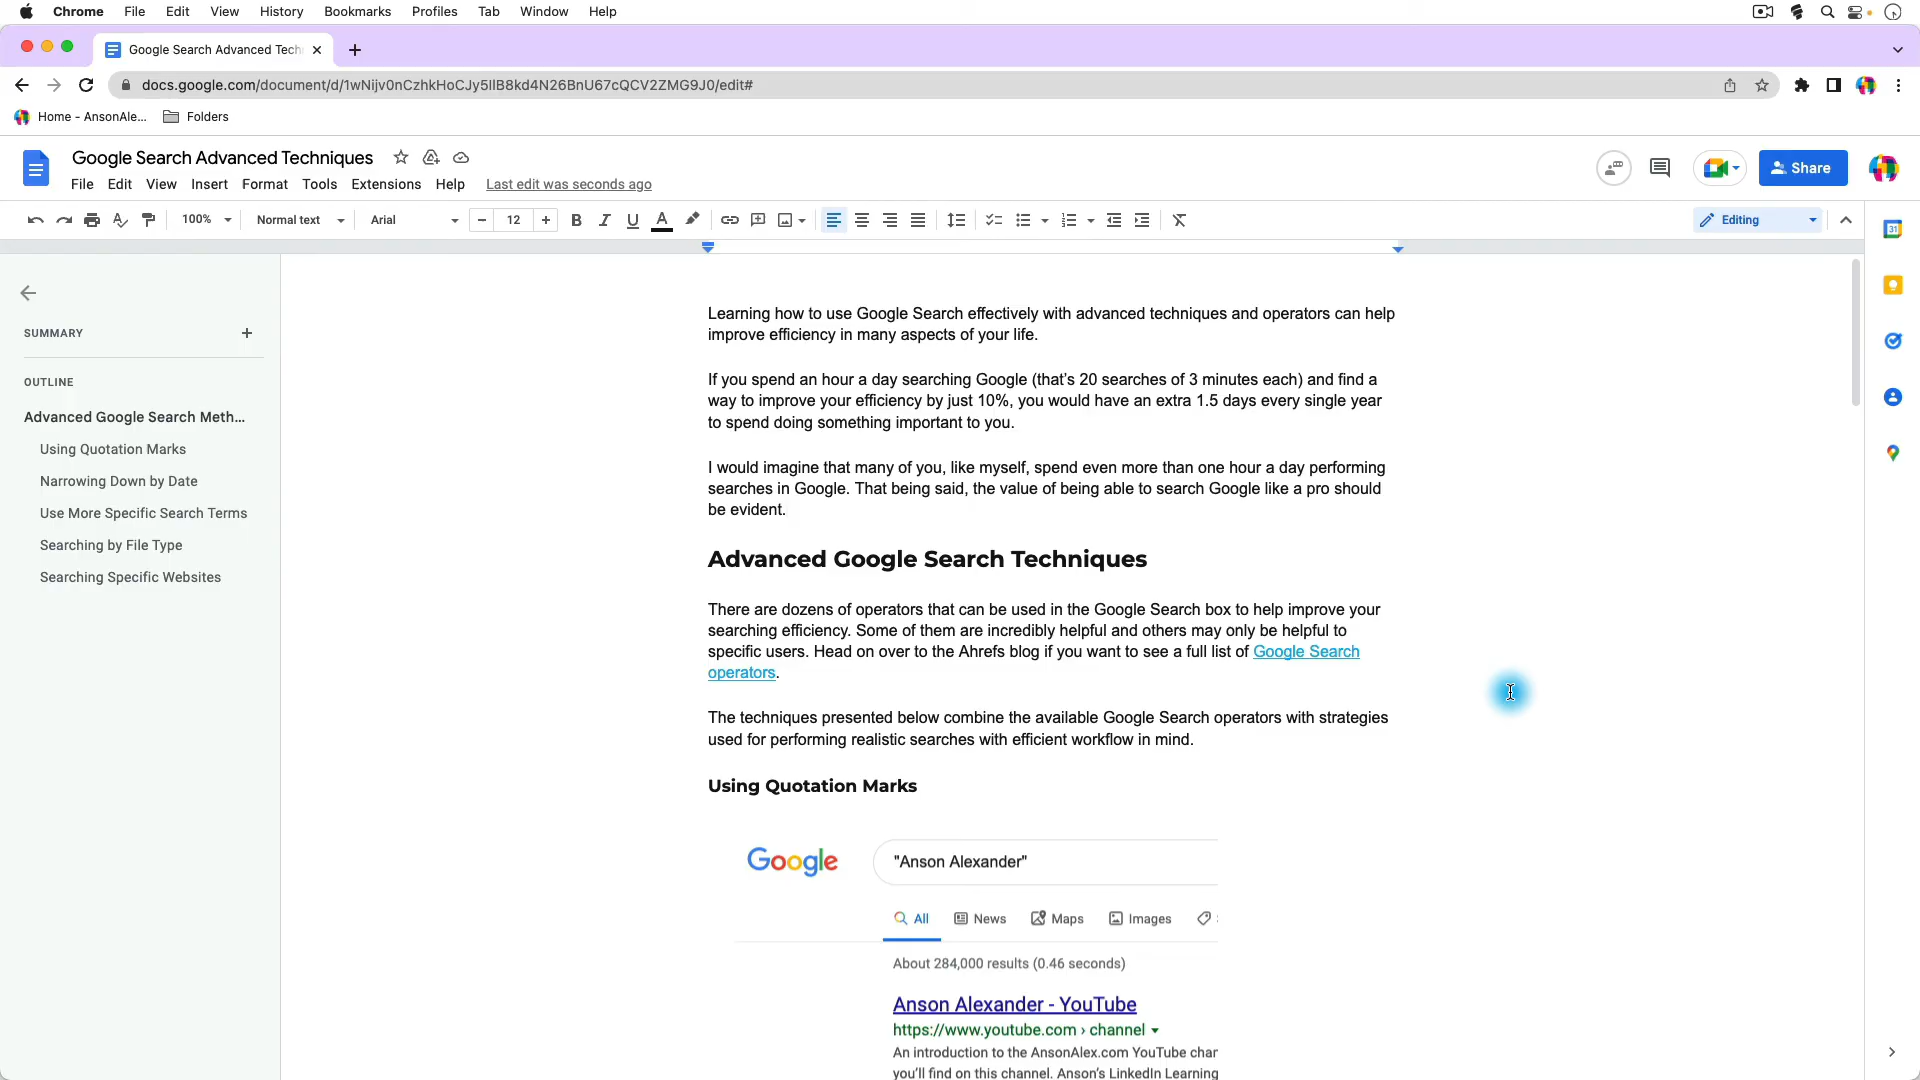 Chrome File Edit View History Bookmarks Profiles Tab Window Help
Google Search Advanced Tech
docs.google.com/document/d/1wNijv0nCzhkHoCJy5IlB8kd4N26BnU67cQCV2ZMG9J0/edit#
Home - AnsonAle... Folders
Google Search Advanced Techniques
File Edit View Insert Format Tools Extensions Help Last edit was seconds ago
Share
100% Normal text Arial 12 B I U A Editing
31
SUMMARY
OUTLINE
Advanced Google Search Meth...
Using Quotation Marks
Narrowing Down by Date
Use More Specific Search Terms
Searching by File Type
Searching Specific Websites
Learning how to use Google Search effectively with advanced techniques and operators can help
improve efficiency in many aspects of your life.
If you spend an hour a day searching Google (that's 20 searches of 3 minutes each) and find a
way to improve your efficiency by just 10%, you would have an extra 1.5 days every single year
to spend doing something important to you.
I would imagine that many of you, like myself, spend even more than one hour a day performing
searches in Google. That being said, the value of being able to search Google like a pro should
be evident.
Advanced Google Search Techniques
There are dozens of operators that can be used in the Google Search box to help improve your
searching efficiency. Some of them are incredibly helpful and others may only be helpful to
specific users. Head on over to the Ahrefs blog if you want to see a full list of Google Search
operators.
The techniques presented below combine the available Google Search operators with strategies
used for performing realistic searches with efficient workflow in mind.
Using Quotation Marks
Google "Anson Alexander"
All News Maps Images
About 284,000 results (0.46 seconds)
Anson Alexander - YouTube
https://www.youtube.com › channel
An introduction to the AnsonAlex.com YouTube char
you'll find on this channel. Anson's LinkedIn Learning